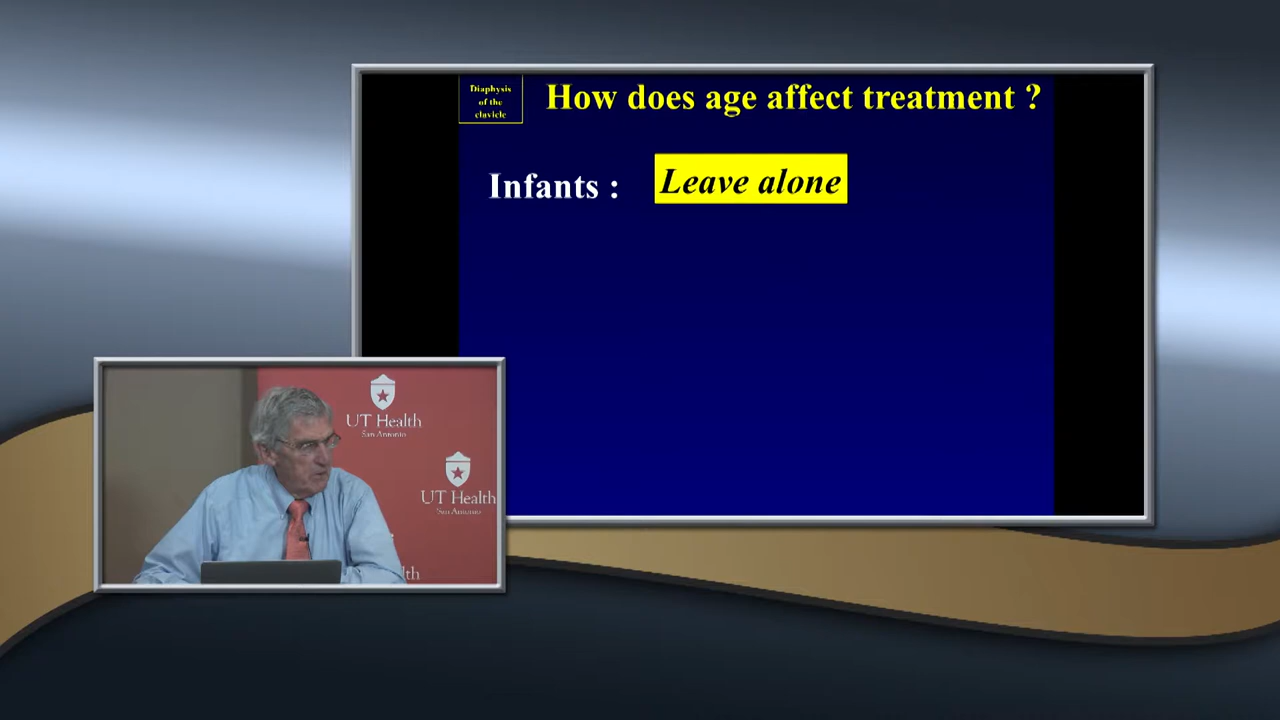 Diaphysis
of the
clavicle
How does age affect treatment ?
Infants :
Leave alone
UT Health
San Antonio
UT Health
San Antonio